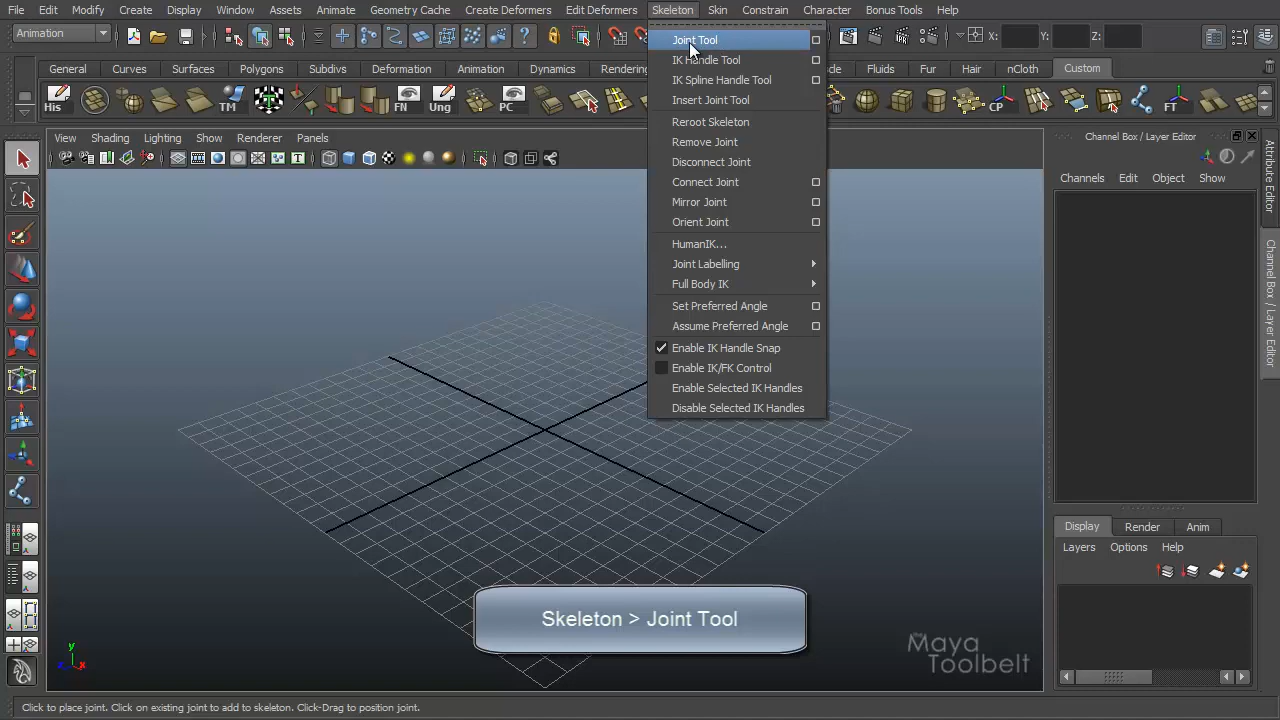 File Edit Modify Create Display Window Assets Animate Geometry Cache Create Deformers Edit Deformers Skeleton Skin Constrain Character Bonus Tools Help
Animation X: Y: Z:
General Curves Surfaces Polygons Subdivs Deformation Animation Dynamics Rendering Fluids Fur Hair nCloth Custom
His TM FN Ung PC CP
View Shading Lighting Show Renderer Panels
Joint Tool
IK Handle Tool
IK Spline Handle Tool
Insert Joint Tool
Reroot Skeleton
Remove Joint
Disconnect Joint
Connect Joint
Mirror Joint
Orient Joint
HumanIK...
Joint Labelling
Full Body IK
Set Preferred Angle
Assume Preferred Angle
Enable IK Handle Snap
Enable IK/FK Control
Enable Selected IK Handles
Disable Selected IK Handles
Channel Box / Layer Editor
Channels Edit Object Show
Attribute Editor
Channel Box / Layer Editor
Display Render Anim
Layers Options Help
Skeleton > Joint Tool
the Maya
Toolbelt
y
z x
Click to place joint. Click on existing joint to add to skeleton. Click-Drag to position joint.